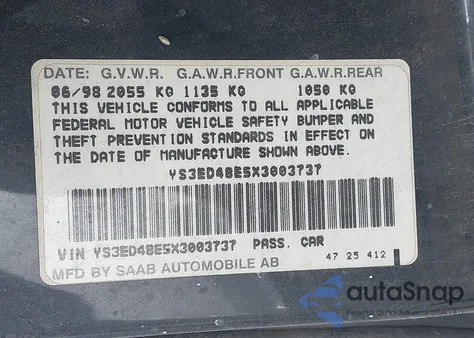 DATE: G.V.W.R. G.A.W.R.FRONT G.A.W.R.REAR
06/98 2055 KG 1135 KG 1050 KG
THIS VEHICLE CONFORMS TO ALL APPLICABLE
FEDERAL MOTOR VEHICLE SAFETY BUMPER AND
THEFT PREVENTION STANDARDS IN EFFECT ON
THE DATE OF MANUFACTURE SHOWN ABOVE.
YS3ED48E5X3003737
VIN YS3ED48E5X3003737 PASS. CAR
MFD BY SAAB AUTOMOBILE AB 47 25 412
autoSnap